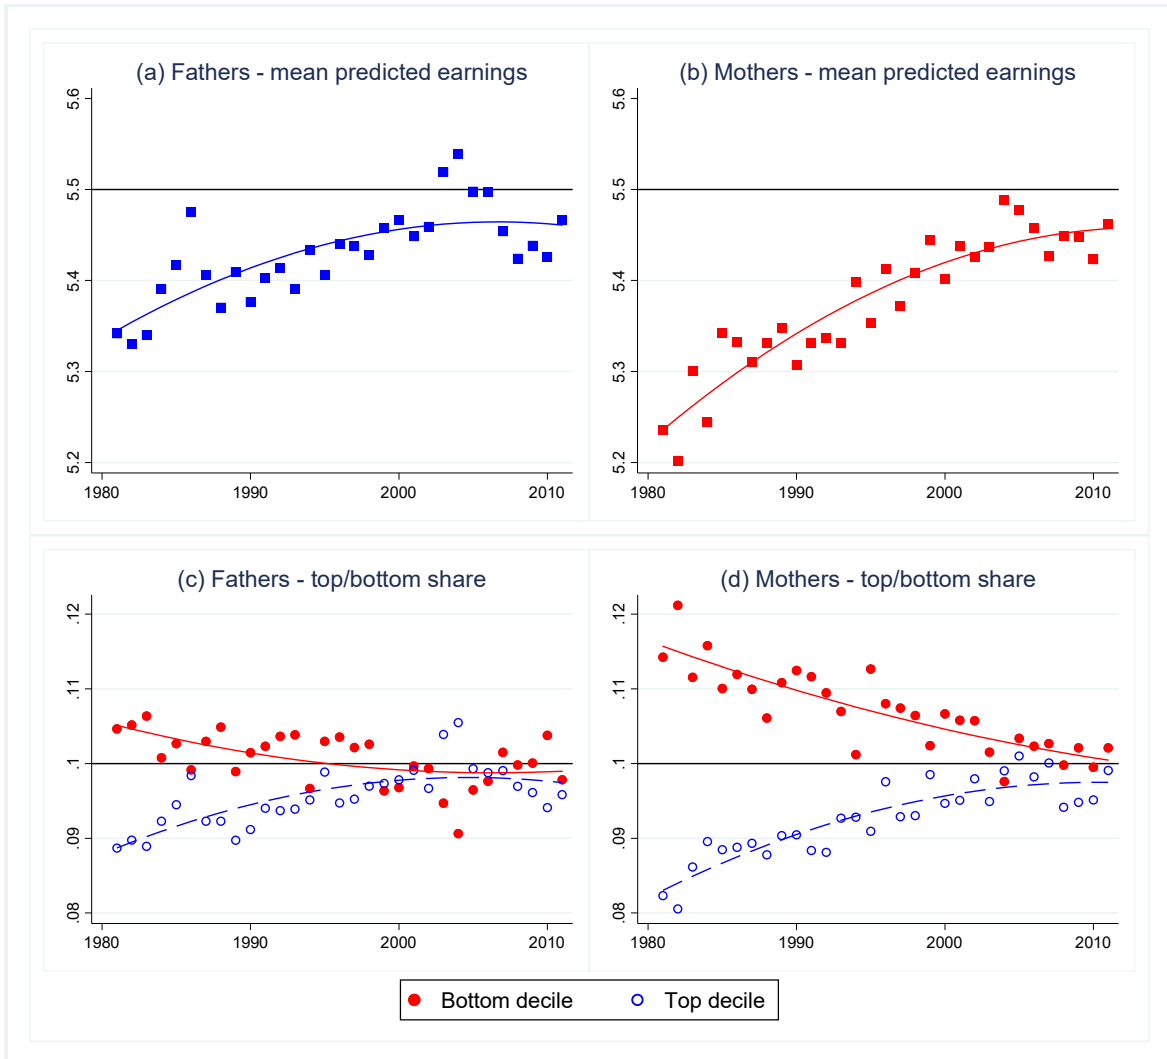 (a) Fathers - mean predicted earnings
5.6
5.5
5.4
5.3
5.2
1980 1990 2000 2010
(b) Mothers - mean predicted earnings
5.6
5.5
5.4
5.3
5.2
1980 1990 2000 2010
(c) Fathers - top/bottom share
.12
.11
.1
.09
.08
1980 1990 2000 2010
(d) Mothers - top/bottom share
.12
.11
.1
.09
.08
1980 1990 2000 2010
Bottom decile Top decile